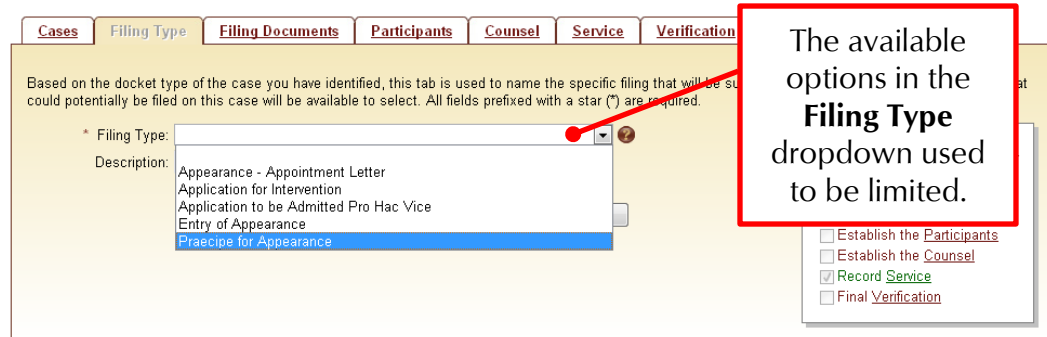 Cases Filing Type Filing Documents Participants Counsel Service Verification
Based on the docket type of the case you have identified, this tab is used to name the specific filing that will be su
at
could potentially be filed on this case will be available to select. All fields prefixed with a star (*) are required.
* Filing Type:
Description:
Appearance - Appointment Letter
Application for Intervention
Application to be Admitted Pro Hac Vice
Entry of Appearance
Praecipe for Appearance
The available
options in the
Filing Type
dropdown used
to be limited.
Establish the Participants
Establish the Counsel
Record Service
Final Verification